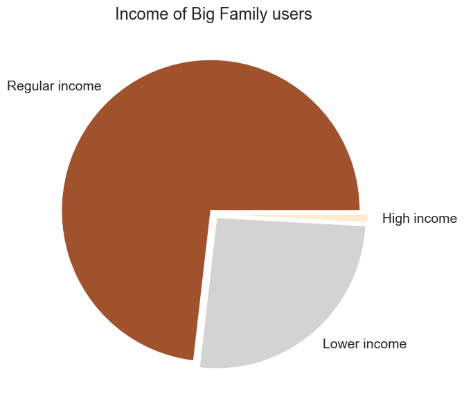 Income of Big Family users
Regular income
High income
Lower income